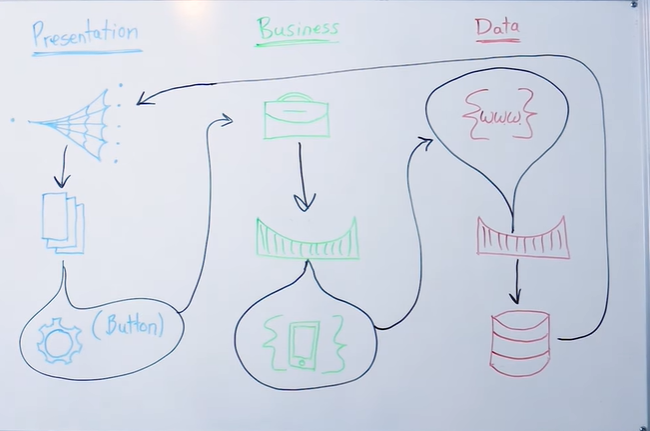 Presentation
Business
Data
{www.}
(Button)
{ }